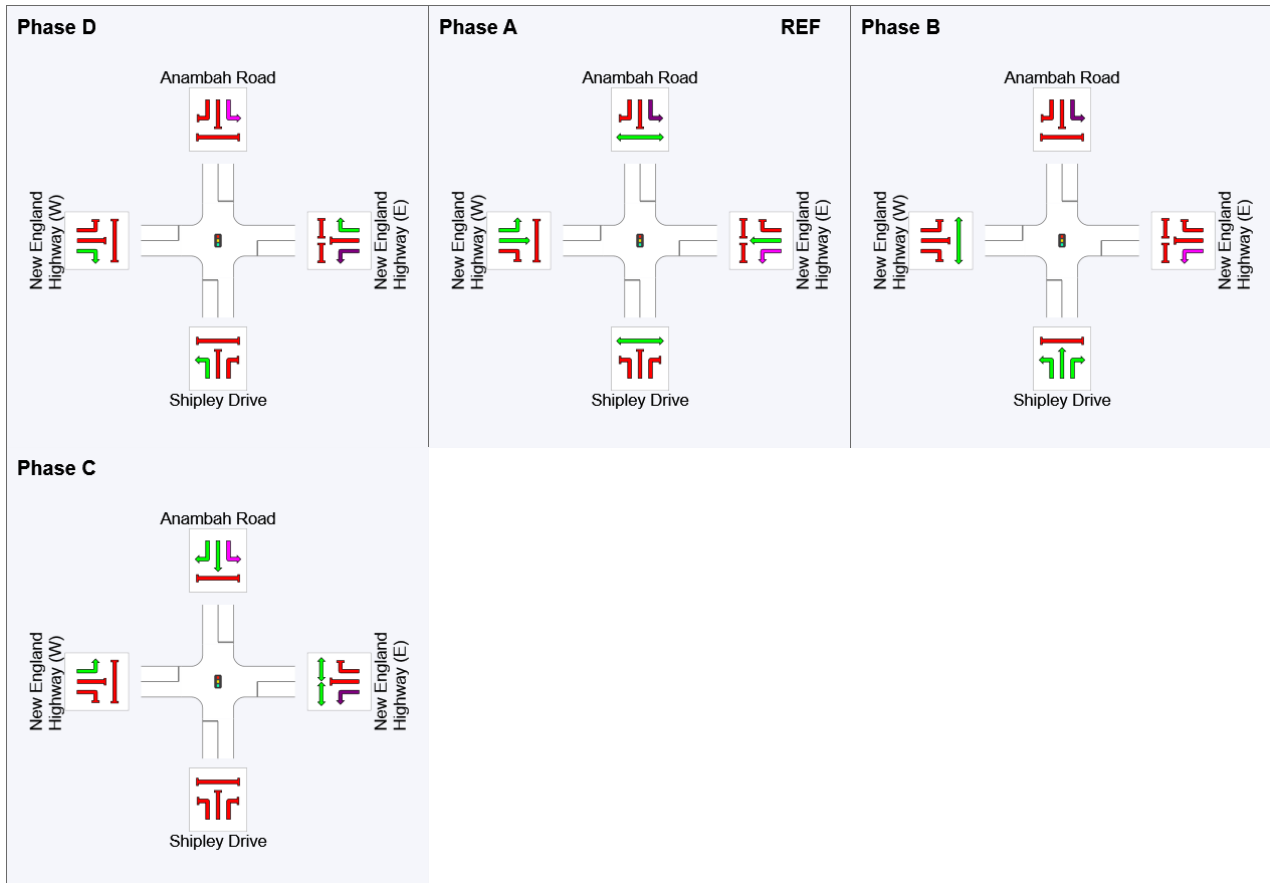 Phase D
Anambah Road
New England
Highway (W)
New England
Highway (E)
Shipley Drive
Phase A
REF
Anambah Road
New England
Highway (W)
New England
Highway (E)
Shipley Drive
Phase B
Anambah Road
New England
Highway (W)
New England
Highway (E)
Shipley Drive
Phase C
Anambah Road
New England
Highway (W)
New England
Highway (E)
Shipley Drive